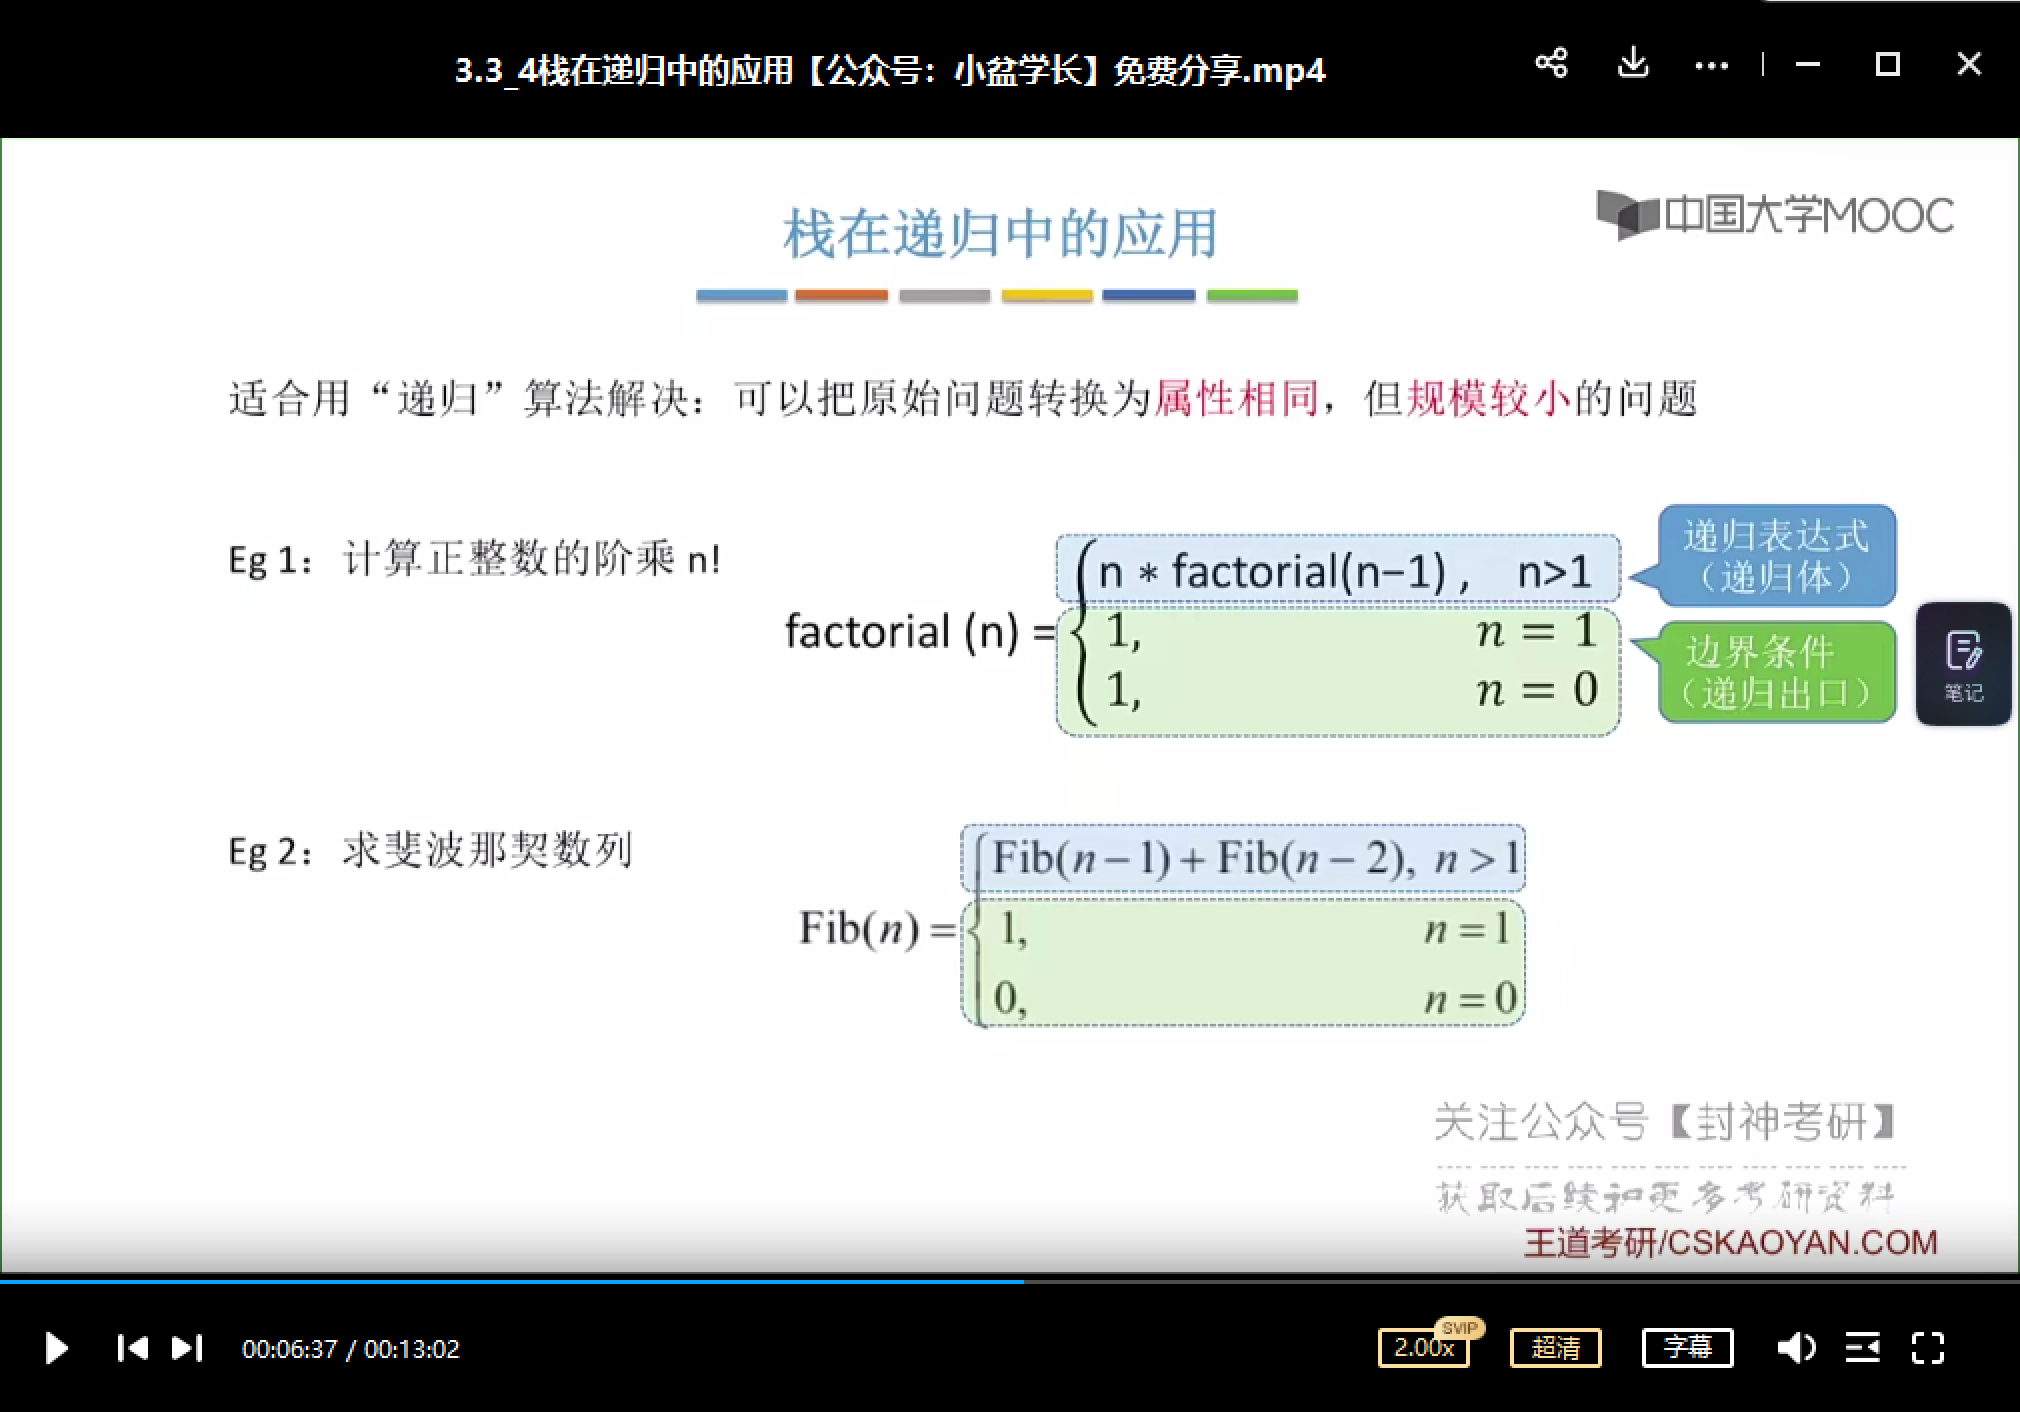 3.3_4栈在递归中的应用【公众号：小盆学长】免费分享.mp4
中国大学MOOC
栈在递归中的应用
适合用“递归”算法解决：可以把原始问题转换为属性相同，但规模较小的问题
Eg 1：计算正整数的阶乘 n!
factorial (n) =
n * factorial(n−1) , n>1
1, n = 1
1, n = 0
递归表达式
（递归体）
边界条件
（递归出口）
笔记
Eg 2：求斐波那契数列
Fib(n) =
Fib(n − 1) + Fib(n − 2), n > 1
1, n = 1
0, n = 0
关注公众号【封神考研】
获取后续和更多考研资料
王道考研/CSKAOYAN.COM
00:06:37 / 00:13:02
2.00x
SVIP
超清
字幕